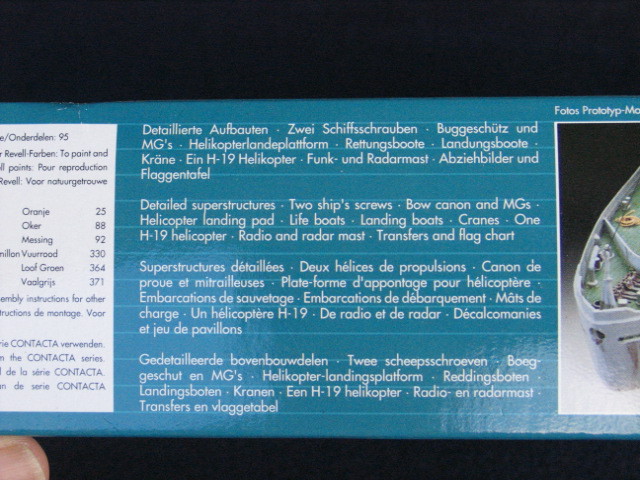 Fotos Prototyp-Mo
e/Onderdelen: 95
r Revell-Farben: To paint and
ll paints: Pour reproduction
Revell: Voor natuurgetrouwe
Oranje 25
Oker 88
Messing 92
millon Vuurrood 330
Loof Groen 364
Vaalgrijs 371
embly instructions for other
tructions de montage. Voor
rie CONTACTA verwenden.
m the CONTACTA series.
l de la série CONTACTA.
an de serie CONTACTA
Detaillierte Aufbauten · Zwei Schiffsschrauben · Buggeschütz und
MG's · Helikopterlandeplattform · Rettungsboote · Landungsboote ·
Kräne · Ein H-19 Helikopter · Funk- und Radarmast · Abziehbilder und
Flaggentafel
Detailed superstructures · Two ship's screws · Bow canon and MGs ·
Helicopter landing pad · Life boats · Landing boats · Cranes · One
H-19 helicopter · Radio and radar mast · Transfers and flag chart
Superstructures détaillées · Deux hélices de propulsions · Canon de
proue et mitrailleuses · Plate-forme d'appontage pour hélicoptère ·
Embarcations de sauvetage · Embarcations de débarquement · Mâts de
charge · Un hélicoptère H-19 · De radio et de radar · Décalcomanies
et jeu de pavillons
Gedetailleerde bovenbouwdelen · Twee scheepsschroeven · Boeg-
geschut en MG's · Helikopter-landingsplatform · Reddingsboten ·
Landingsboten · Kranen · Een H-19 helikopter · Radio- en radarmast ·
Transfers en vlaggetabel